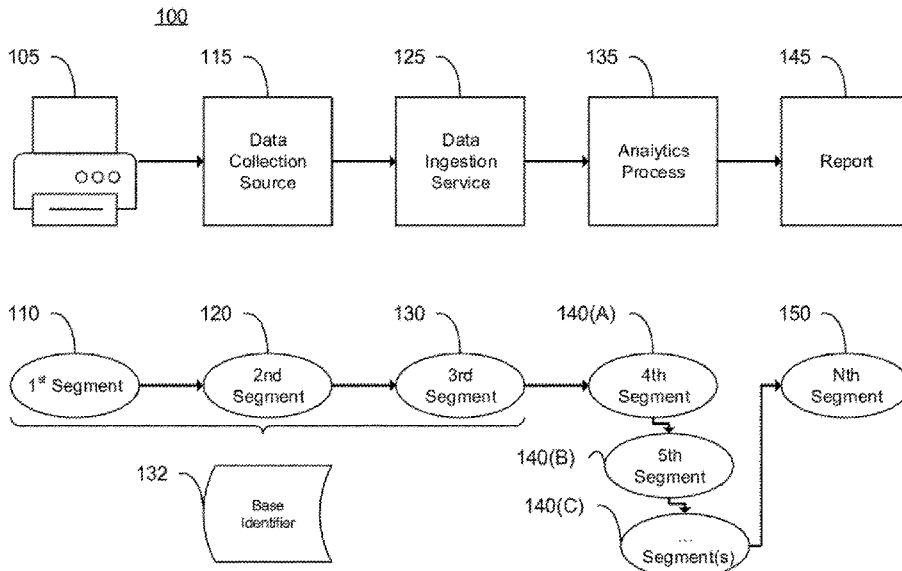 100
105
115
125
135
145
Data
Collection
Source
Data
Ingestion
Service
Analytics
Process
Report
110
120
130
140(A)
150
1st Segment
2nd
Segment
3rd
Segment
4th
Segment
Nth
Segment
132
Base
Identifier
140(B)
5th
Segment
140(C)
...
Segment(s)